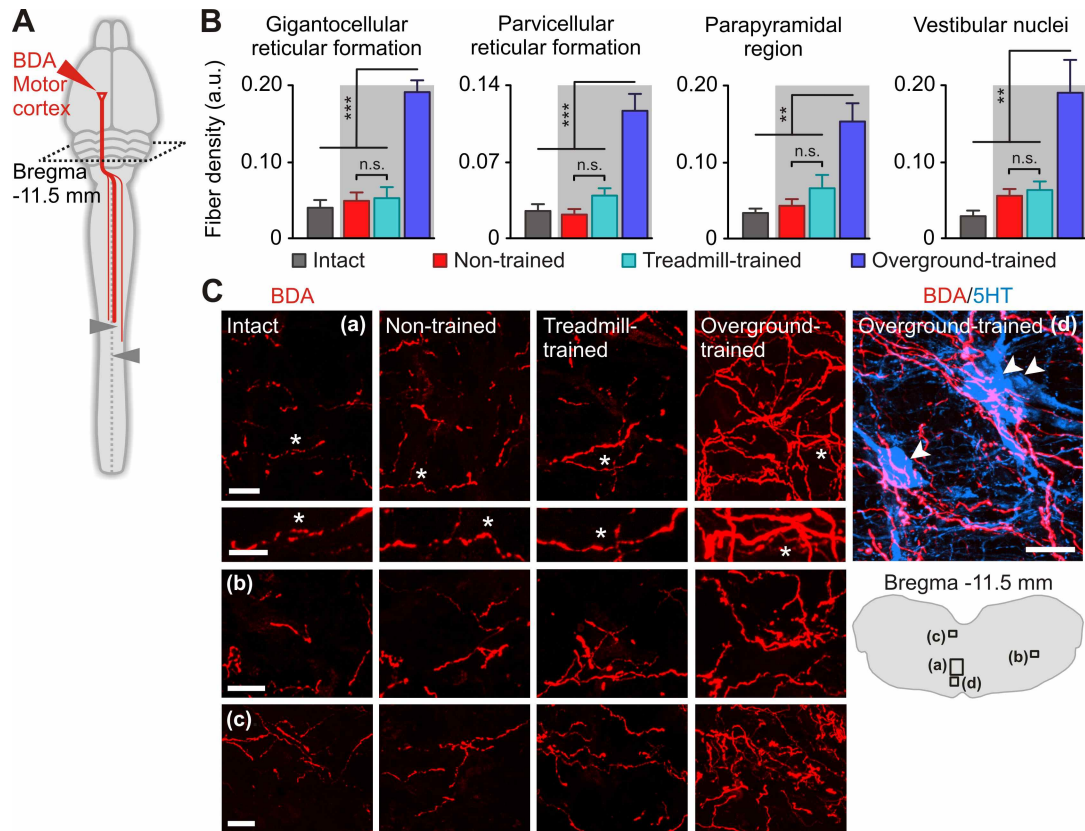 A
BDA
Motor
cortex
Bregma
-11.5 mm
B
Gigantocellular
reticular formation
Parvicellular
reticular formation
Parapyramidal
region
Vestibular nuclei
Fiber density (a.u.)
0.20
0.10
0
***
n.s.
0.14
0.07
0
***
n.s.
0.20
0.10
0
**
n.s.
0.20
0.10
0
**
n.s.
Intact
Non-trained
Treadmill-trained
Overground-trained
C
BDA
BDA/5HT
Intact
(a)
Non-trained
Treadmill-
trained
Overground-
trained
Overground-trained (d)
*
*
*
*
*
*
*
*
(b)
(c)
Bregma -11.5 mm
(c)
(a)
(b)
(d)